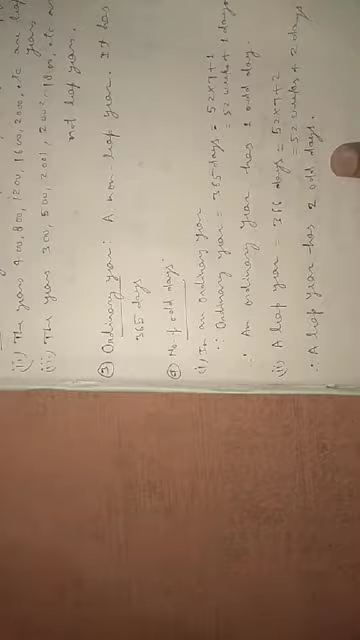 (ii) The years 400, 800, 1200, 1600, 2000, etc are leap
years.
(iii) The years 300, 500, 2001, 2002, 1800, etc are
not leap years.
③ Ordinary year: A non-leap year. It has
365 days
④ No. of odd days:
(i) In an ordinary year
∵ Ordinary year = 365 days = 52×7+1
= 52 weeks + 1 day
∴ An ordinary year has 1 odd day.
(ii) A leap year = 366 days = 52×7+2
= 52 weeks + 2 days
∴ A leap year has 2 odd days.